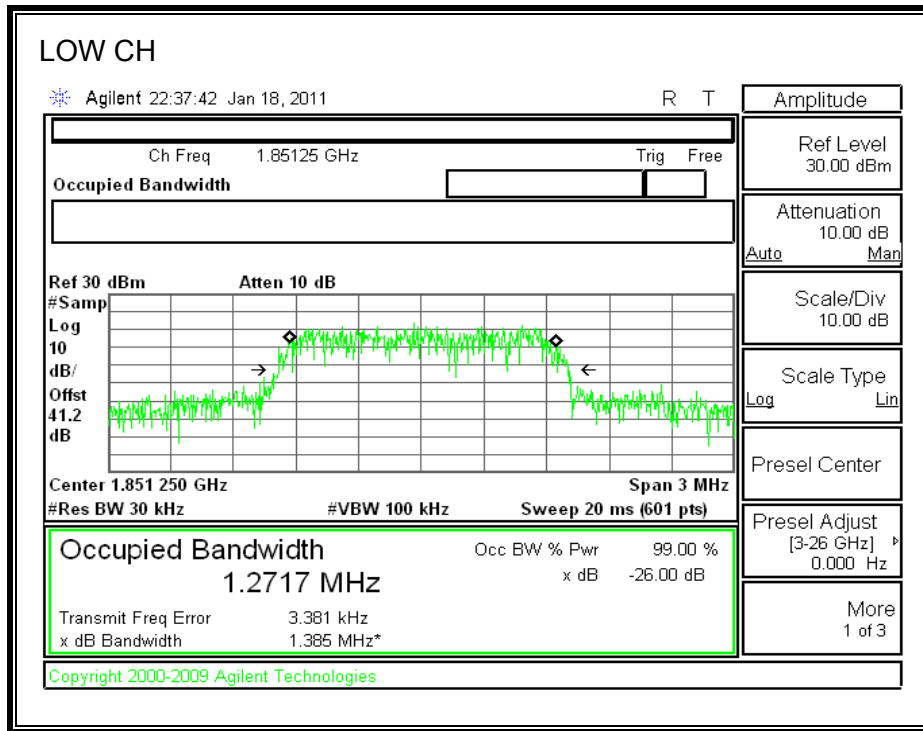 LOW CH
Agilent 22:37:42 Jan 18, 2011 R T
Ch Freq 1.85125 GHz Trig Free
Occupied Bandwidth
Ref 30 dBm Atten 10 dB
#Samp
Log
10
dB/
Offst
41.2
dB
Center 1.851 250 GHz Span 3 MHz
#Res BW 30 kHz #VBW 100 kHz Sweep 20 ms (601 pts)
Occupied Bandwidth Occ BW % Pwr 99.00 %
1.2717 MHz x dB -26.00 dB
Transmit Freq Error 3.381 kHz
x dB Bandwidth 1.385 MHz*
Copyright 2000-2009 Agilent Technologies
Amplitude
Ref Level
30.00 dBm
Attenuation
10.00 dB
Auto Man
Scale/Div
10.00 dB
Scale Type
Log Lin
Presel Center
Presel Adjust
[3-26 GHz]
0.000 Hz
More
1 of 3